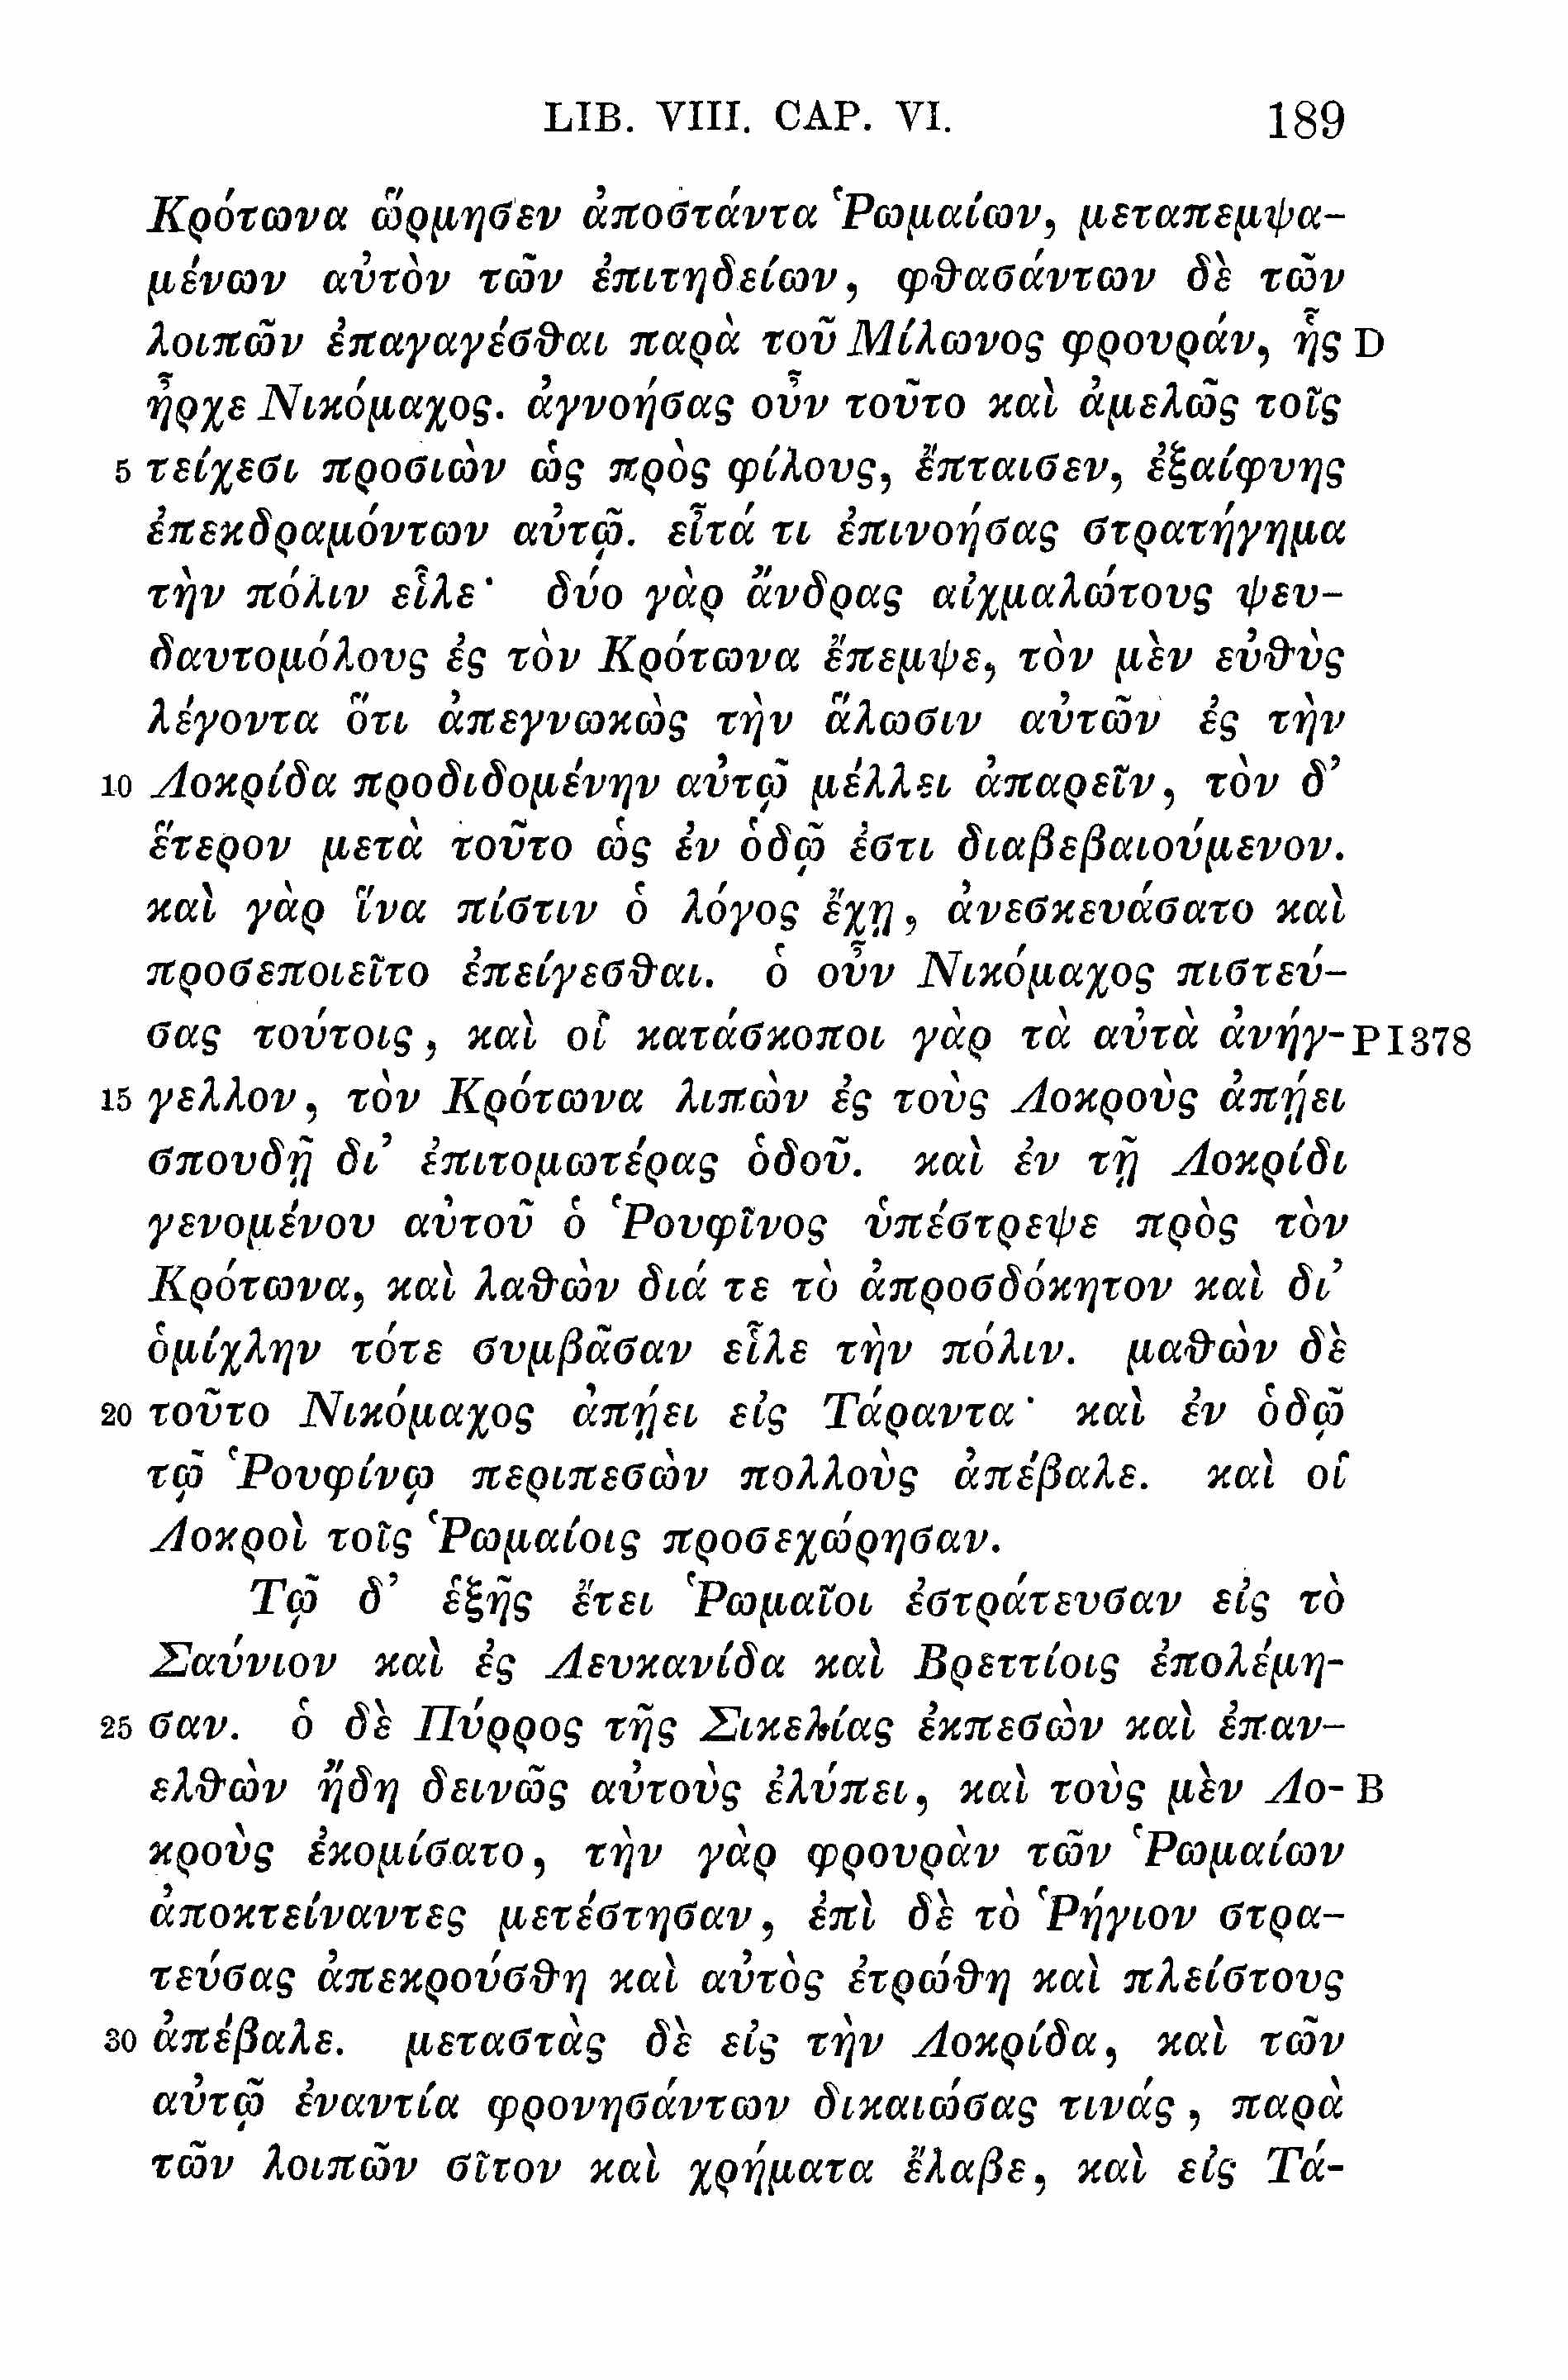 LIB. VIII. CAP. VI. 189
Κρότωνα ὥρμησεν ἀποστάντα Ῥωμαίων, μεταπεμψα-
μένων αὐτὸν τῶν ἐπιτηδείων, φθασάντων δὲ τῶν
λοιπῶν ἐπαγαγέσθαι παρὰ τοῦ Μίλωνος φρουράν, ἧς D
ἦρχε Νικόμαχος. ἀγνοήσας οὖν τοῦτο καὶ ἀμελῶς τοῖς
5 τείχεσι προσιὼν ὡς πρὸς φίλους, ἔπταισεν, ἐξαίφνης
ἐπεκδραμόντων αὐτῷ. εἶτά τι ἐπινοήσας στρατήγημα
τὴν πόλιν εἷλε· δύο γὰρ ἄνδρας αἰχμαλώτους ψευ-
δαυτομόλους ἐς τὸν Κρότωνα ἔπεμψε, τὸν μὲν εὐθὺς
λέγοντα ὅτι ἀπεγνωκὼς τὴν ἅλωσιν αὐτῶν ἐς τὴν
10 Λοκρίδα προδιδομένην αὐτῷ μέλλει ἀπαρεῖν, τὸν δ’
ἕτερον μετὰ τοῦτο ὡς ἐν ὁδῷ ἐστι διαβεβαιούμενον.
καὶ γὰρ ἵνα πίστιν ὁ λόγος ἔχῃ, ἀνεσκευάσατο καὶ
προσεποιεῖτο ἐπείγεσθαι. ὁ οὖν Νικόμαχος πιστεύ-
σας τούτοις, καὶ οἱ κατάσκοποι γὰρ τὰ αὐτὰ ἀνήγ- P I 378
15 γελλον, τὸν Κρότωνα λιπὼν ἐς τοὺς Λοκροὺς ἀπῄει
σπουδῇ δι’ ἐπιτομωτέρας ὁδοῦ. καὶ ἐν τῇ Λοκρίδι
γενομένου αὐτοῦ ὁ Ῥουφῖνος ὑπέστρεψε πρὸς τὸν
Κρότωνα, καὶ λαθὼν διά τε τὸ ἀπροσδόκητον καὶ δι’
ὁμίχλην τότε συμβᾶσαν εἷλε τὴν πόλιν. μαθὼν δὲ
20 τοῦτο Νικόμαχος ἀπῄει εἰς Τάραντα· καὶ ἐν ὁδῷ
τῷ Ῥουφίνῳ περιπεσὼν πολλοὺς ἀπέβαλε. καὶ οἱ
Λοκροὶ τοῖς Ῥωμαίοις προσεχώρησαν.
Τῷ δ’ ἑξῆς ἔτει Ῥωμαῖοι ἐστράτευσαν εἰς τὸ
Σαύνιον καὶ ἐς Λευκανίδα καὶ Βρεττίοις ἐπολέμη-
25 σαν. ὁ δὲ Πύρρος τῆς Σικελίας ἐκπεσὼν καὶ ἐπαν-
ελθὼν ἤδη δεινῶς αὐτοὺς ἐλύπει, καὶ τοὺς μὲν Λο- B
κροὺς ἐκομίσατο, τὴν γὰρ φρουρὰν τῶν Ῥωμαίων
ἀποκτείναντες μετέστησαν, ἐπὶ δὲ τὸ Ῥήγιον στρα-
τεύσας ἀπεκρούσθη καὶ αὐτὸς ἐτρώθη καὶ πλείστους
30 ἀπέβαλε. μεταστὰς δὲ εἰς τὴν Λοκρίδα, καὶ τῶν
αὐτῷ ἐναντία φρονησάντων δικαιώσας τινάς, παρὰ
τῶν λοιπῶν σῖτον καὶ χρήματα ἔλαβε, καὶ εἰς Τά-